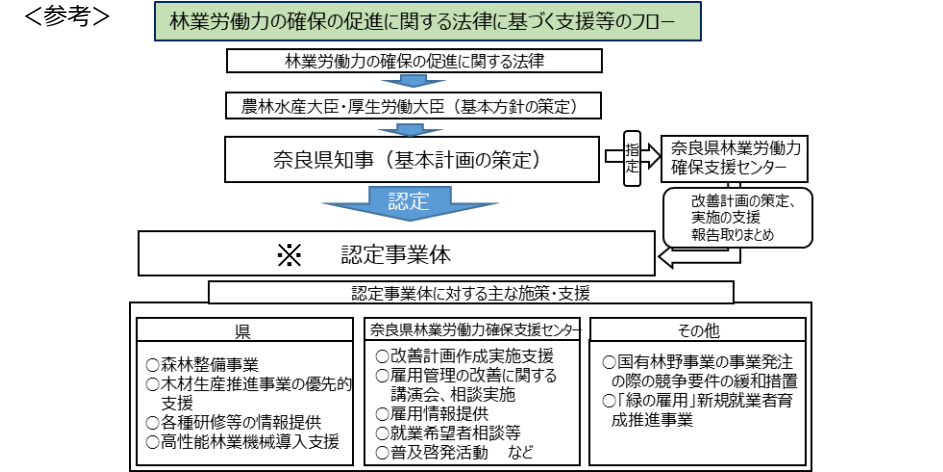 ＜参考＞
林業労働力の確保の促進に関する法律に基づく支援等のフロー
林業労働力の確保の促進に関する法律
農林水産大臣・厚生労働大臣（基本方針の策定）
奈良県知事（基本計画の策定）
指定
奈良県林業労働力
確保支援センター
認定
改善計画の策定、
実施の支援
報告取りまとめ
※　認定事業体
認定事業体に対する主な施策・支援
県
○森林整備事業
○木材生産推進事業の優先的
支援
○各種研修等の情報提供
○高性能林業機械導入支援
奈良県林業労働力確保支援センター
○改善計画作成実施支援
○雇用管理の改善に関する
講演会、相談実施
○雇用情報提供
○就業希望者相談等
○普及啓発活動　など
その他
○国有林野事業の事業発注
の際の競争要件の緩和措置
○「緑の雇用」新規就業者育
成推進事業